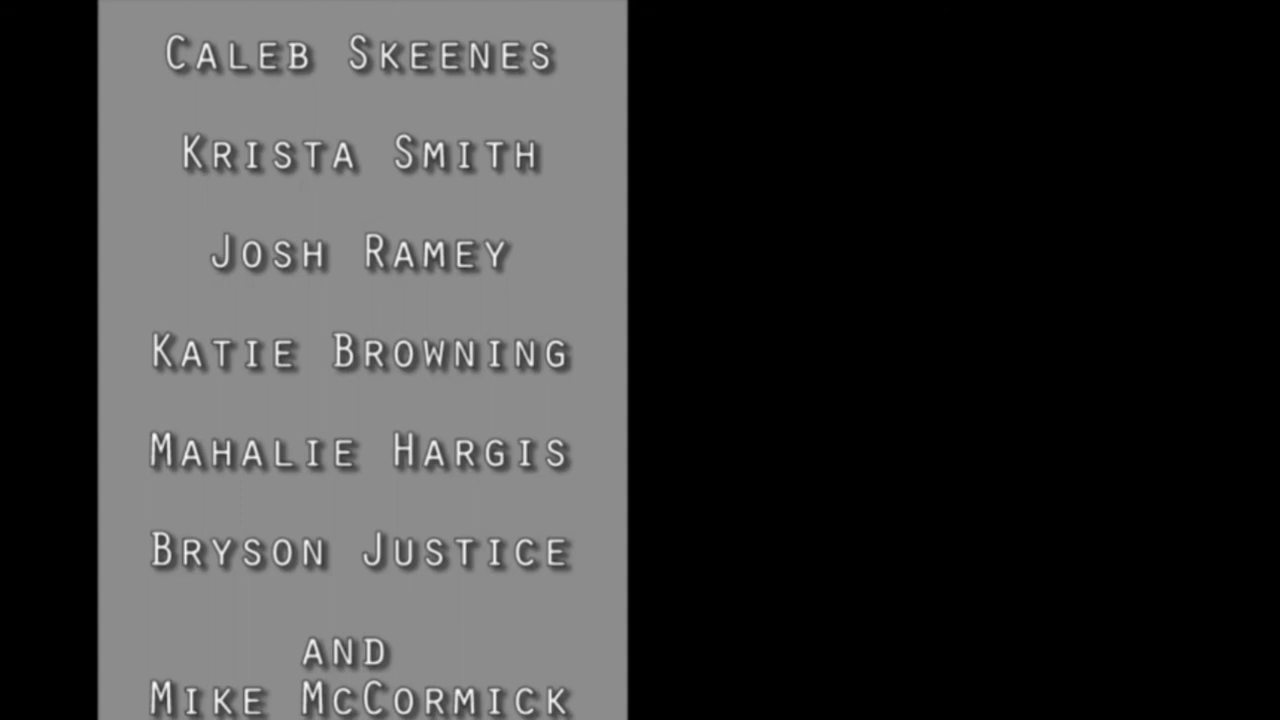 Caleb Skeenes
Krista Smith
Josh Ramey
Katie Browning
Mahalie Hargis
Bryson Justice
and
Mike McCormick